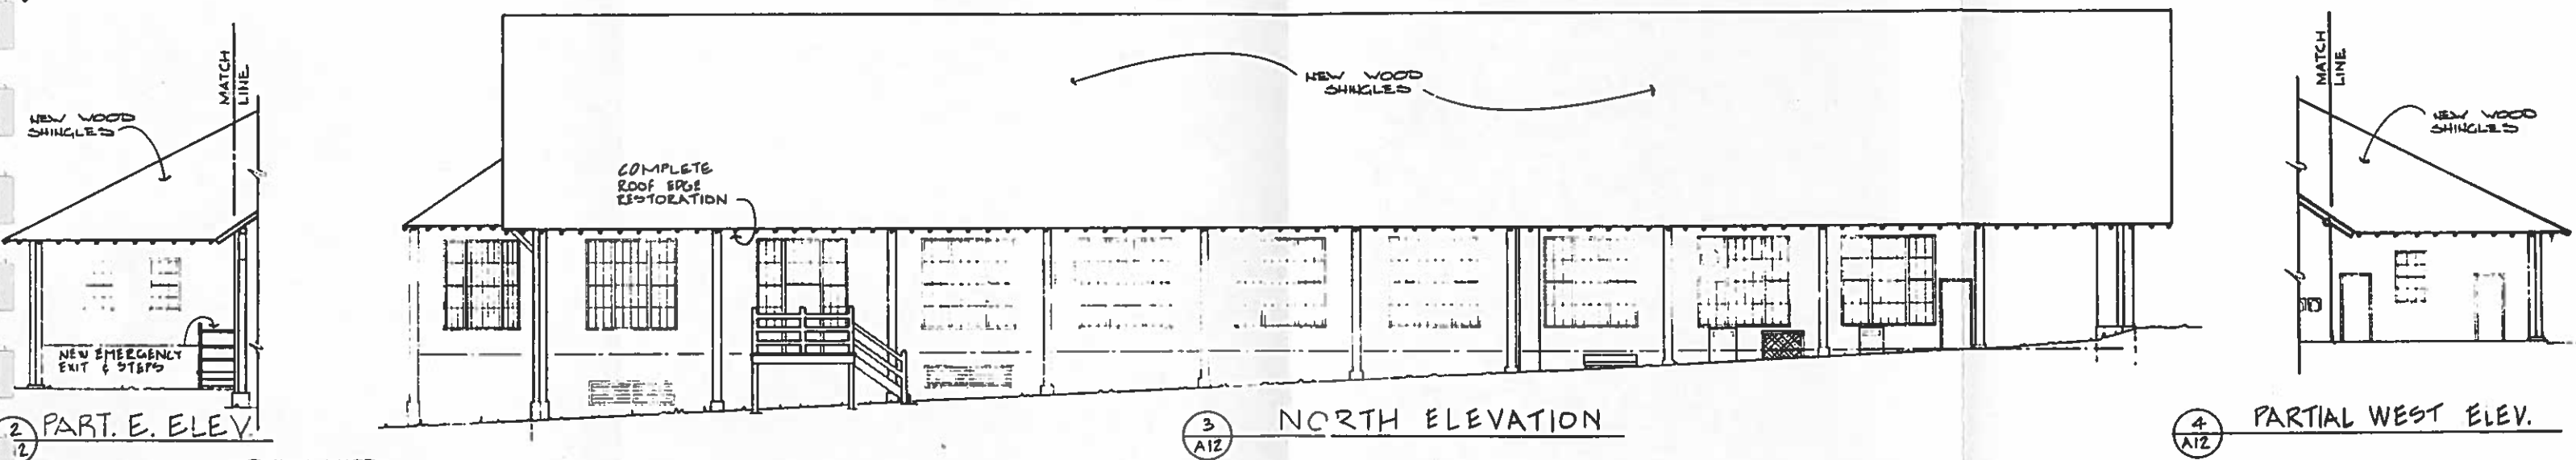 MATCH
LINE
NEW WOOD
SHINGLES
NEW EMERGENCY
EXIT & STEPS
2
12
PART. E. ELEV.
NEW WOOD
SHINGLES
COMPLETE
ROOF EDGE
RESTORATION
3
A12
NORTH ELEVATION
MATCH
LINE
NEW WOOD
SHINGLES
4
A12
PARTIAL WEST ELEV.